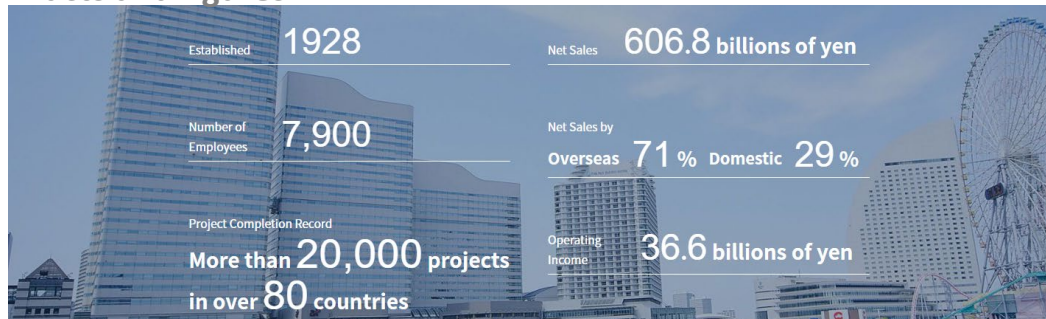 Established 1928
Number of
Employees 7,900
Project Completion Record
More than 20,000 projects
in over 80 countries
Net Sales 606.8 billions of yen
Net Sales by
Overseas 71 % Domestic 29 %
Operating
Income 36.6 billions of yen